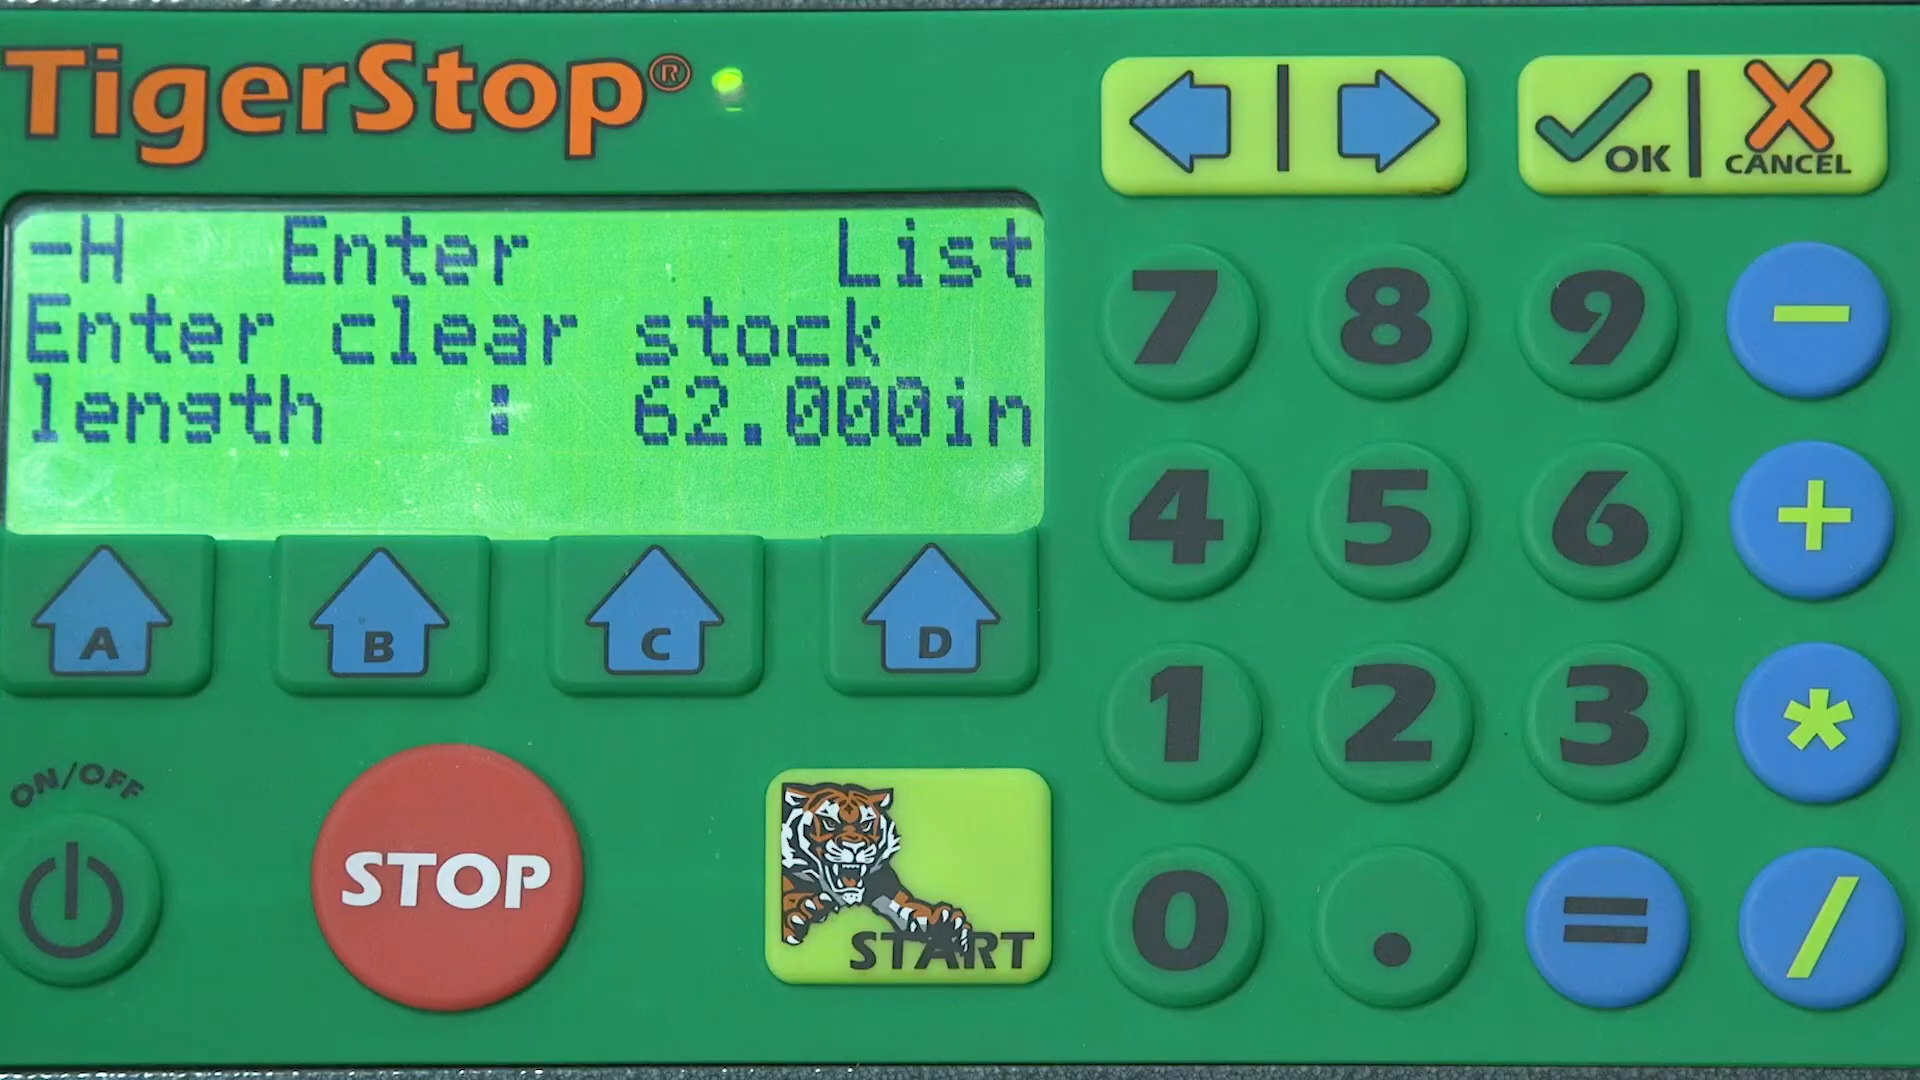 TigerStop®
OK CANCEL
-H Enter List
Enter clear stock
length : 62.000in
A B C D
7 8 9 -
4 5 6 +
1 2 3 *
0 . = /
ON/OFF
STOP
START